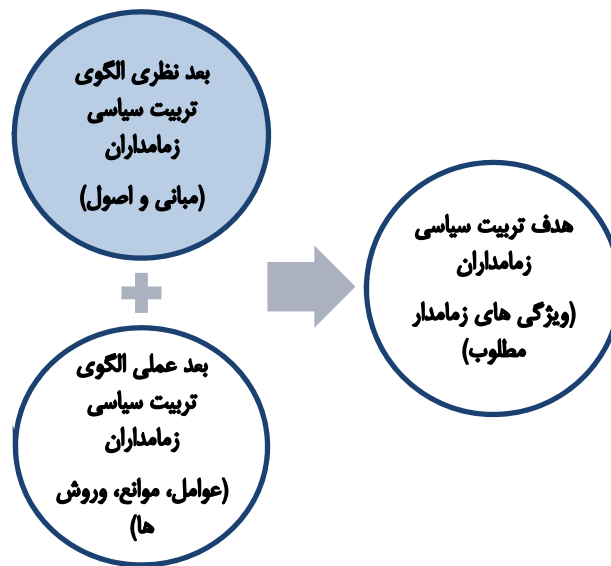 بعد نظری الگوی
تربیت سیاسی
زمامداران
(مبانی و اصول)
بعد عملی الگوی
تربیت سیاسی
زمامداران
(عوامل، موانع، وروش
ها)
هدف تربیت سیاسی
زمامداران
(ویژگی های زمامدار
مطلوب)